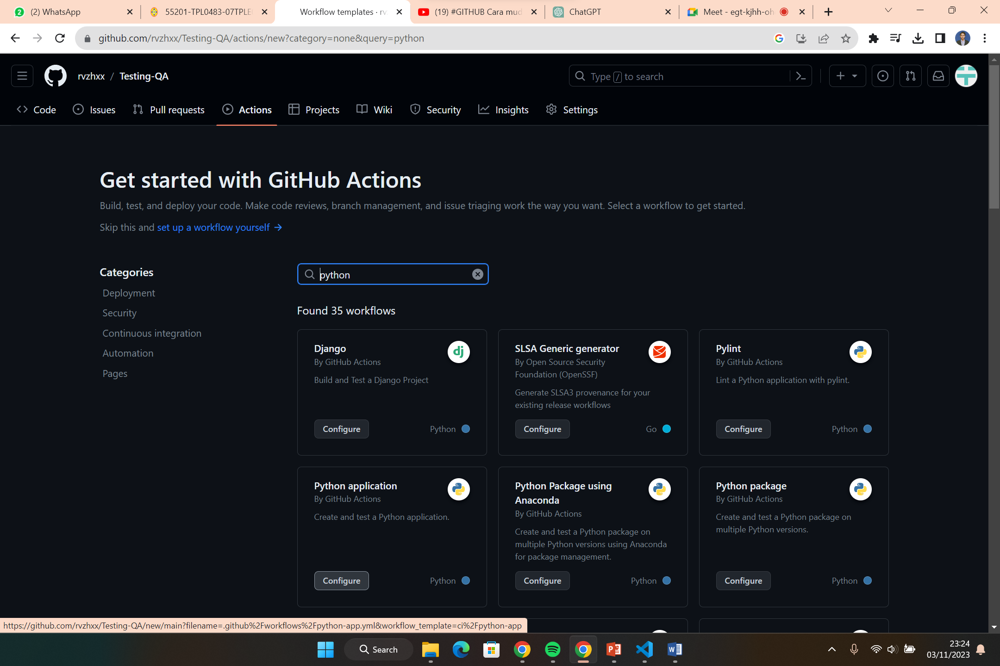 (2) WhatsApp
55201-TPL0483-07TPLE
Workflow templates · rv
(19) #GITHUB Cara mud
ChatGPT
Meet - egt-kjhh-oh
github.com/rvzhxx/Testing-QA/actions/new?category=none&query=python
rvzhxx / Testing-QA
Type / to search
Code
Issues
Pull requests
Actions
Projects
Wiki
Security
Insights
Settings
Get started with GitHub Actions
Build, test, and deploy your code. Make code reviews, branch management, and issue triaging work the way you want. Select a workflow to get started.
Skip this and set up a workflow yourself →
Categories
Deployment
Security
Continuous integration
Automation
Pages
python
Found 35 workflows
Django
By GitHub Actions
Build and Test a Django Project
Configure
Python
SLSA Generic generator
By Open Source Security
Foundation (OpenSSF)
Generate SLSA3 provenance for your
existing release workflows
Configure
Go
Pylint
By GitHub Actions
Lint a Python application with pylint.
Configure
Python
Python application
By GitHub Actions
Create and test a Python application.
Configure
Python
Python Package using
Anaconda
By GitHub Actions
Create and test a Python package on
multiple Python versions using Anaconda
for package management.
Configure
Python
Python package
By GitHub Actions
Create and test a Python package on
multiple Python versions.
Configure
Python
https://github.com/rvzhxx/Testing-QA/new/main?filename=.github%2Fworkflows%2Fpython-app.yml&workflow_template=ci%2Fpython-app
Search
23:24
03/11/2023